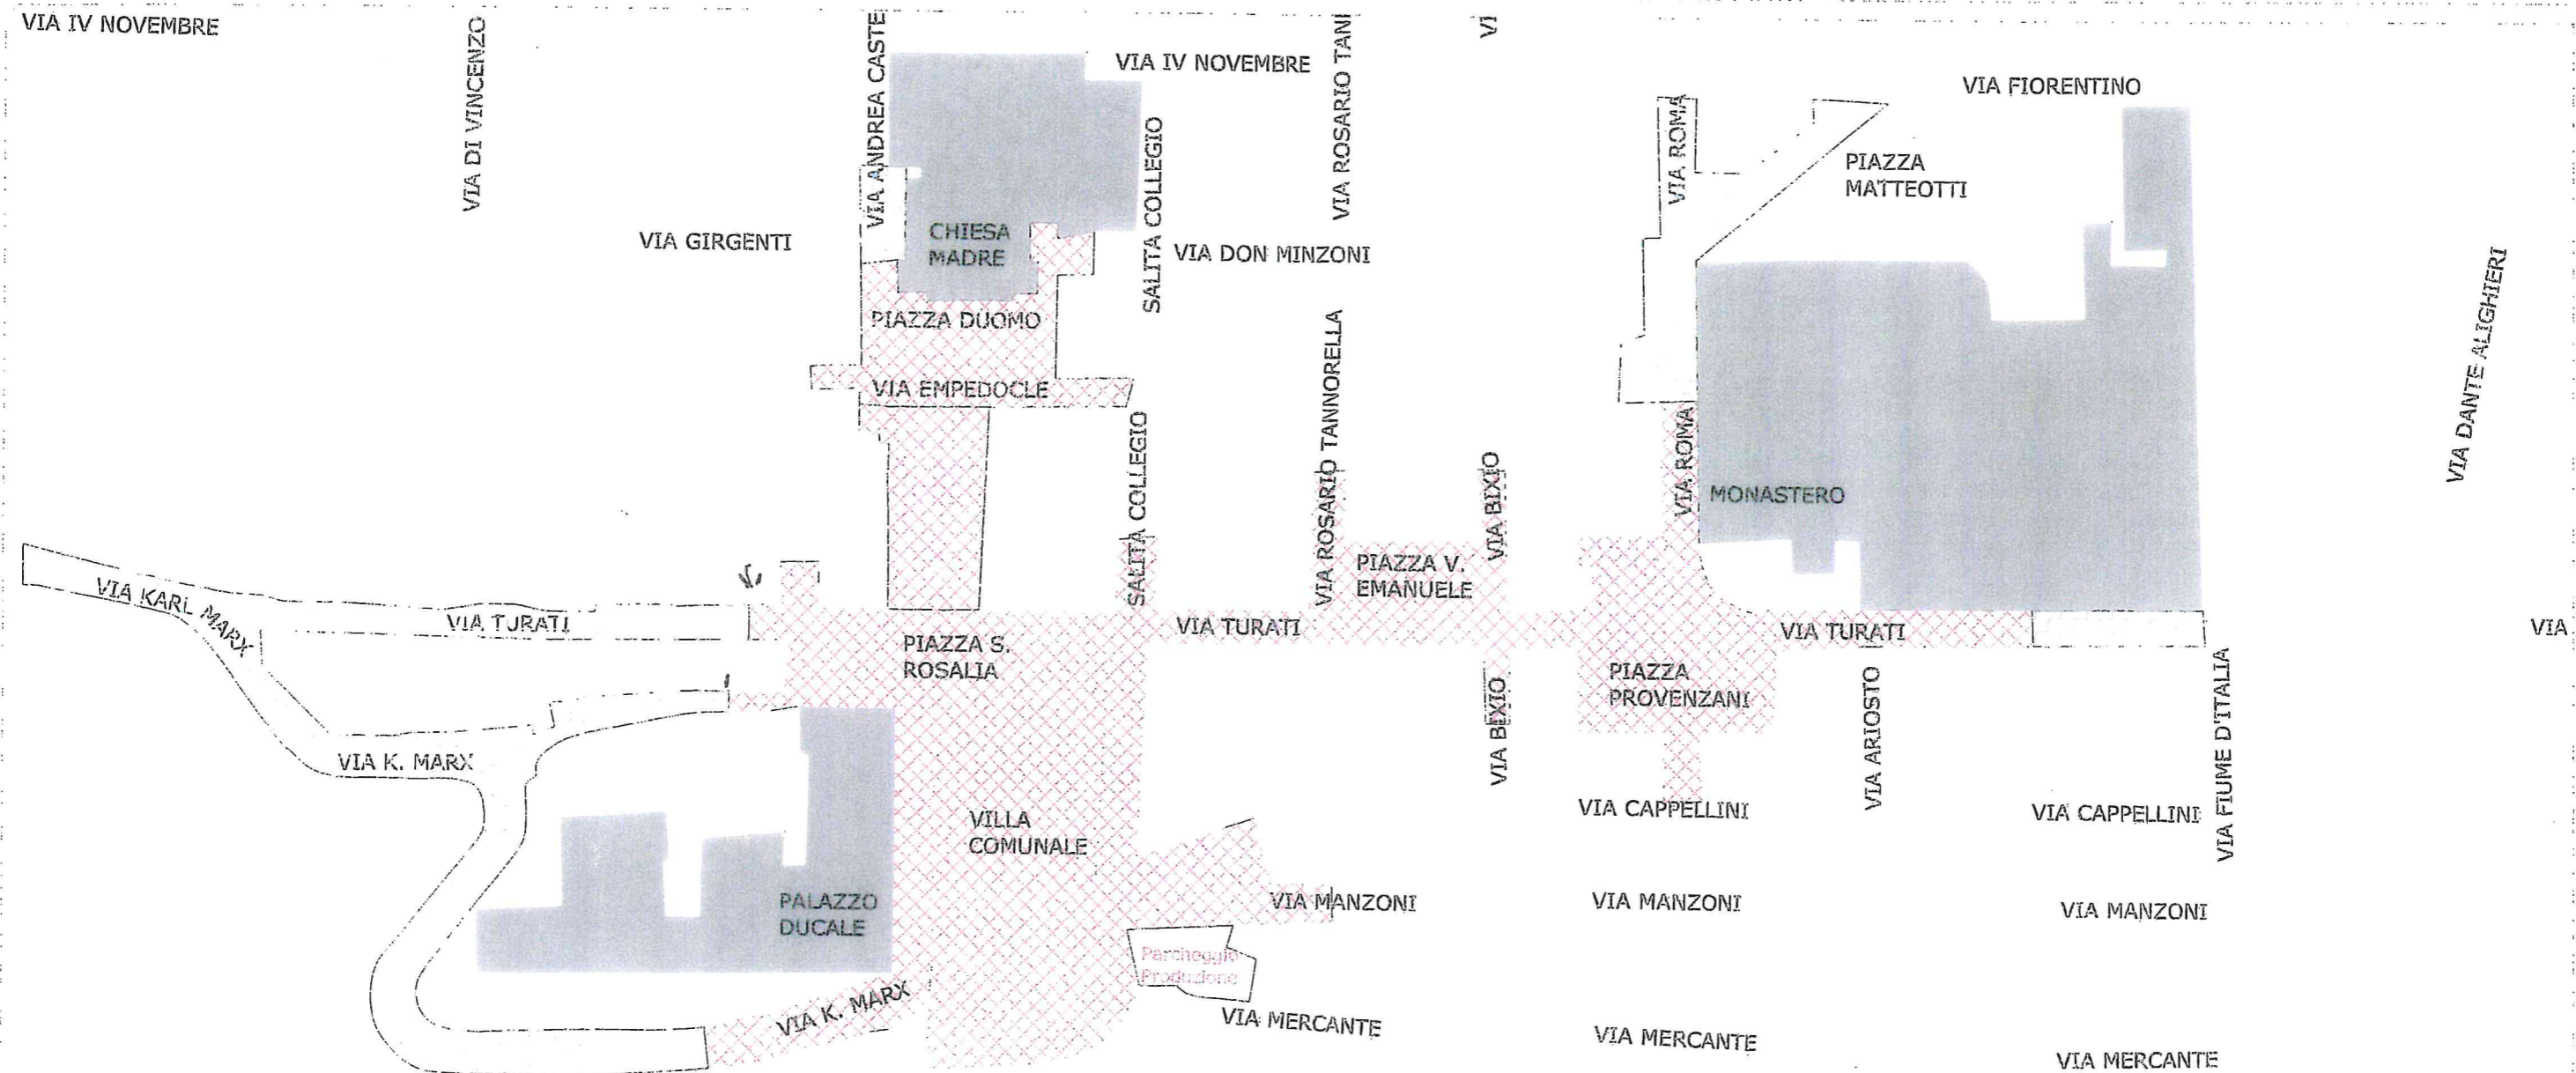 VIA IV NOVEMBRE
VIA DI VINCENZO
VIA ANDREA CASTE
VIA IV NOVEMBRE
VIA ROSARIO TANI
VI
VIA ROMA
VIA FIORENTINO
PIAZZA
MATTEOTTI
SALITA COLLEGIO
VIA GIRGENTI
CHIESA
MADRE
VIA DON MINZONI
VIA DANTE ALIGHIERI
PIAZZA DUOMO
VIA EMPEDOCLE
VIA ROSARIO TANNORELLA
SALITA COLLEGIO
VIA BIXIO
VIA ROMA
MONASTERO
PIAZZA V.
EMANUELE
VIA KARL MARX
VIA TURATI
PIAZZA S.
ROSALIA
VIA TURATI
VIA TURATI
VIA
PIAZZA
PROVENZANI
VIA BIXIO
VIA ARIOSTO
VIA FIUME D'ITALIA
VIA K. MARX
VILLA
COMUNALE
VIA CAPPELLINI
VIA CAPPELLINI
PALAZZO
DUCALE
VIA MANZONI
VIA MANZONI
VIA MANZONI
Parcheggio
Produzione
VIA K. MARX
VIA MERCANTE
VIA MERCANTE
VIA MERCANTE